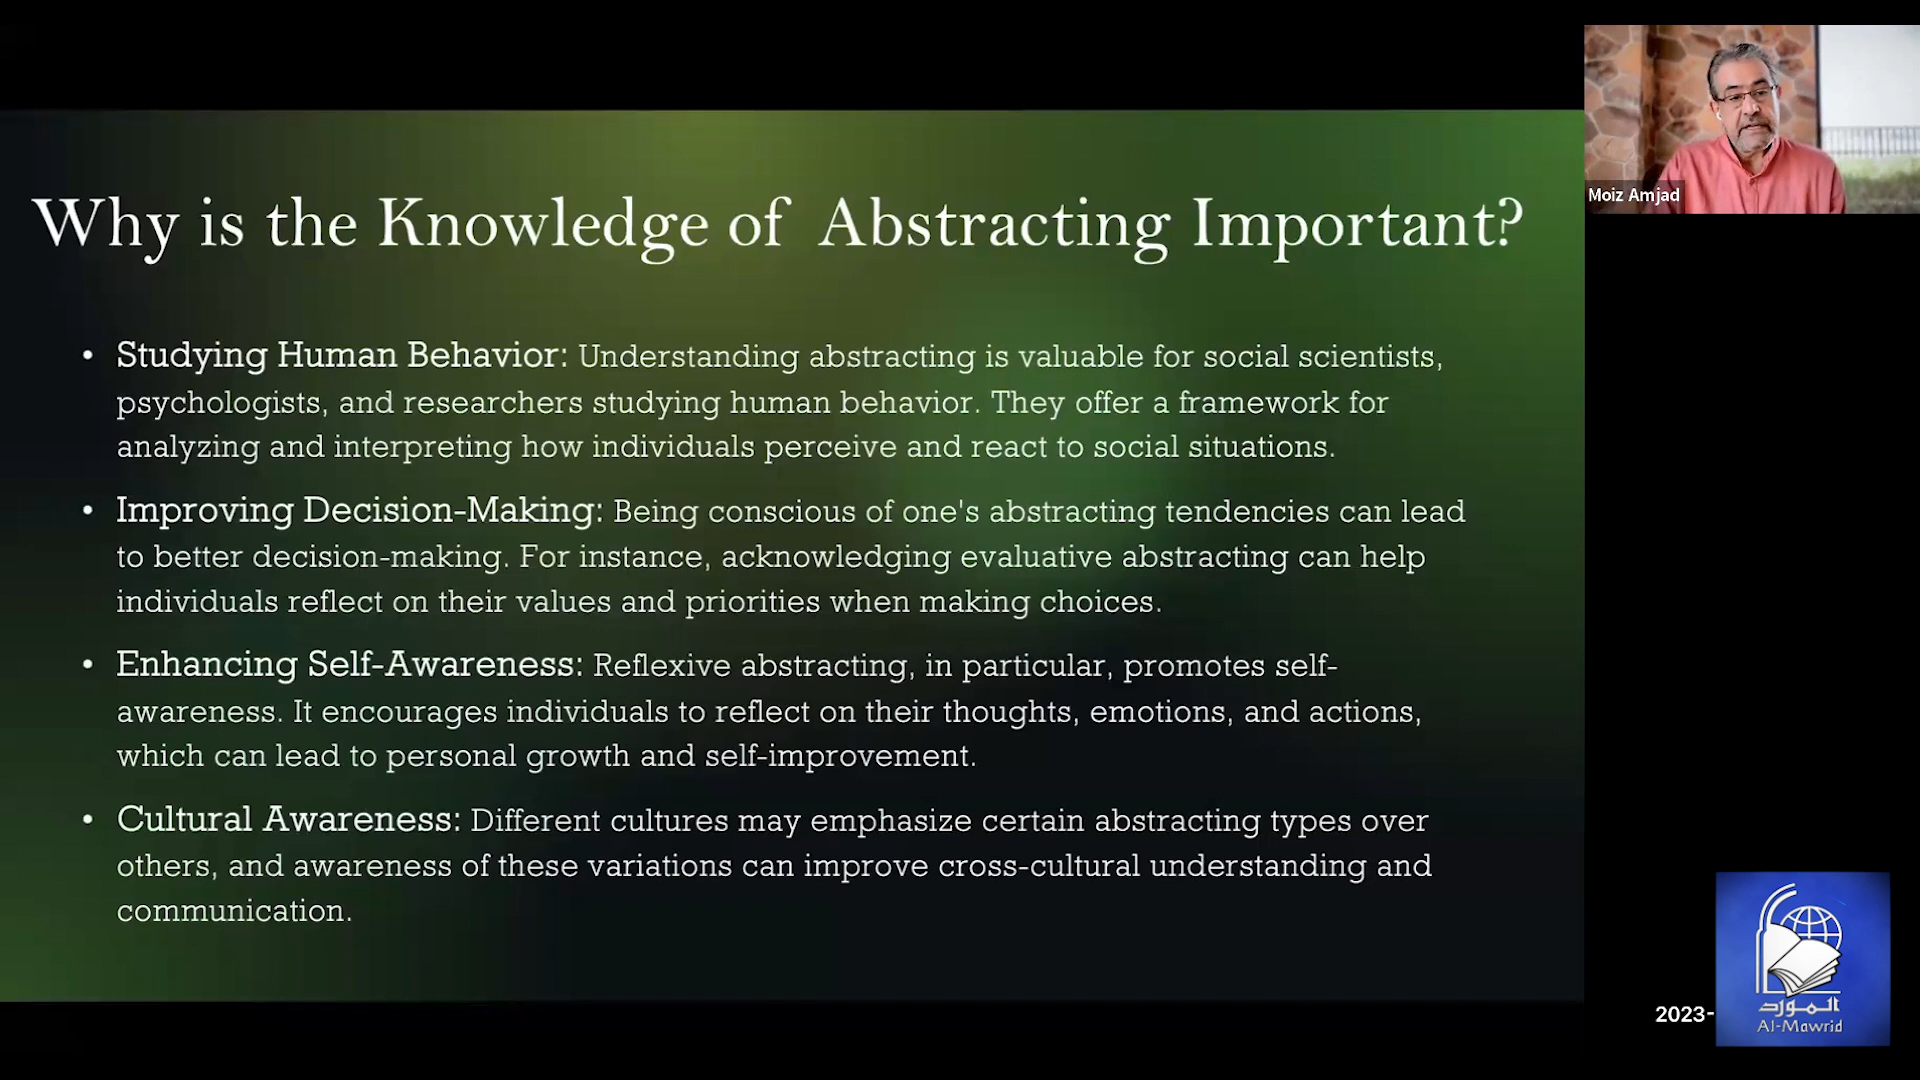 Why is the Knowledge of Abstracting Important?
• Studying Human Behavior: Understanding abstracting is valuable for social scientists,
psychologists, and researchers studying human behavior. They offer a framework for
analyzing and interpreting how individuals perceive and react to social situations.
• Improving Decision-Making: Being conscious of one's abstracting tendencies can lead
to better decision-making. For instance, acknowledging evaluative abstracting can help
individuals reflect on their values and priorities when making choices.
• Enhancing Self-Awareness: Reflexive abstracting, in particular, promotes self-
awareness. It encourages individuals to reflect on their thoughts, emotions, and actions,
which can lead to personal growth and self-improvement.
• Cultural Awareness: Different cultures may emphasize certain abstracting types over
others, and awareness of these variations can improve cross-cultural understanding and
communication.
Moiz Amjad
2023-
المورد
Al-Mawrid